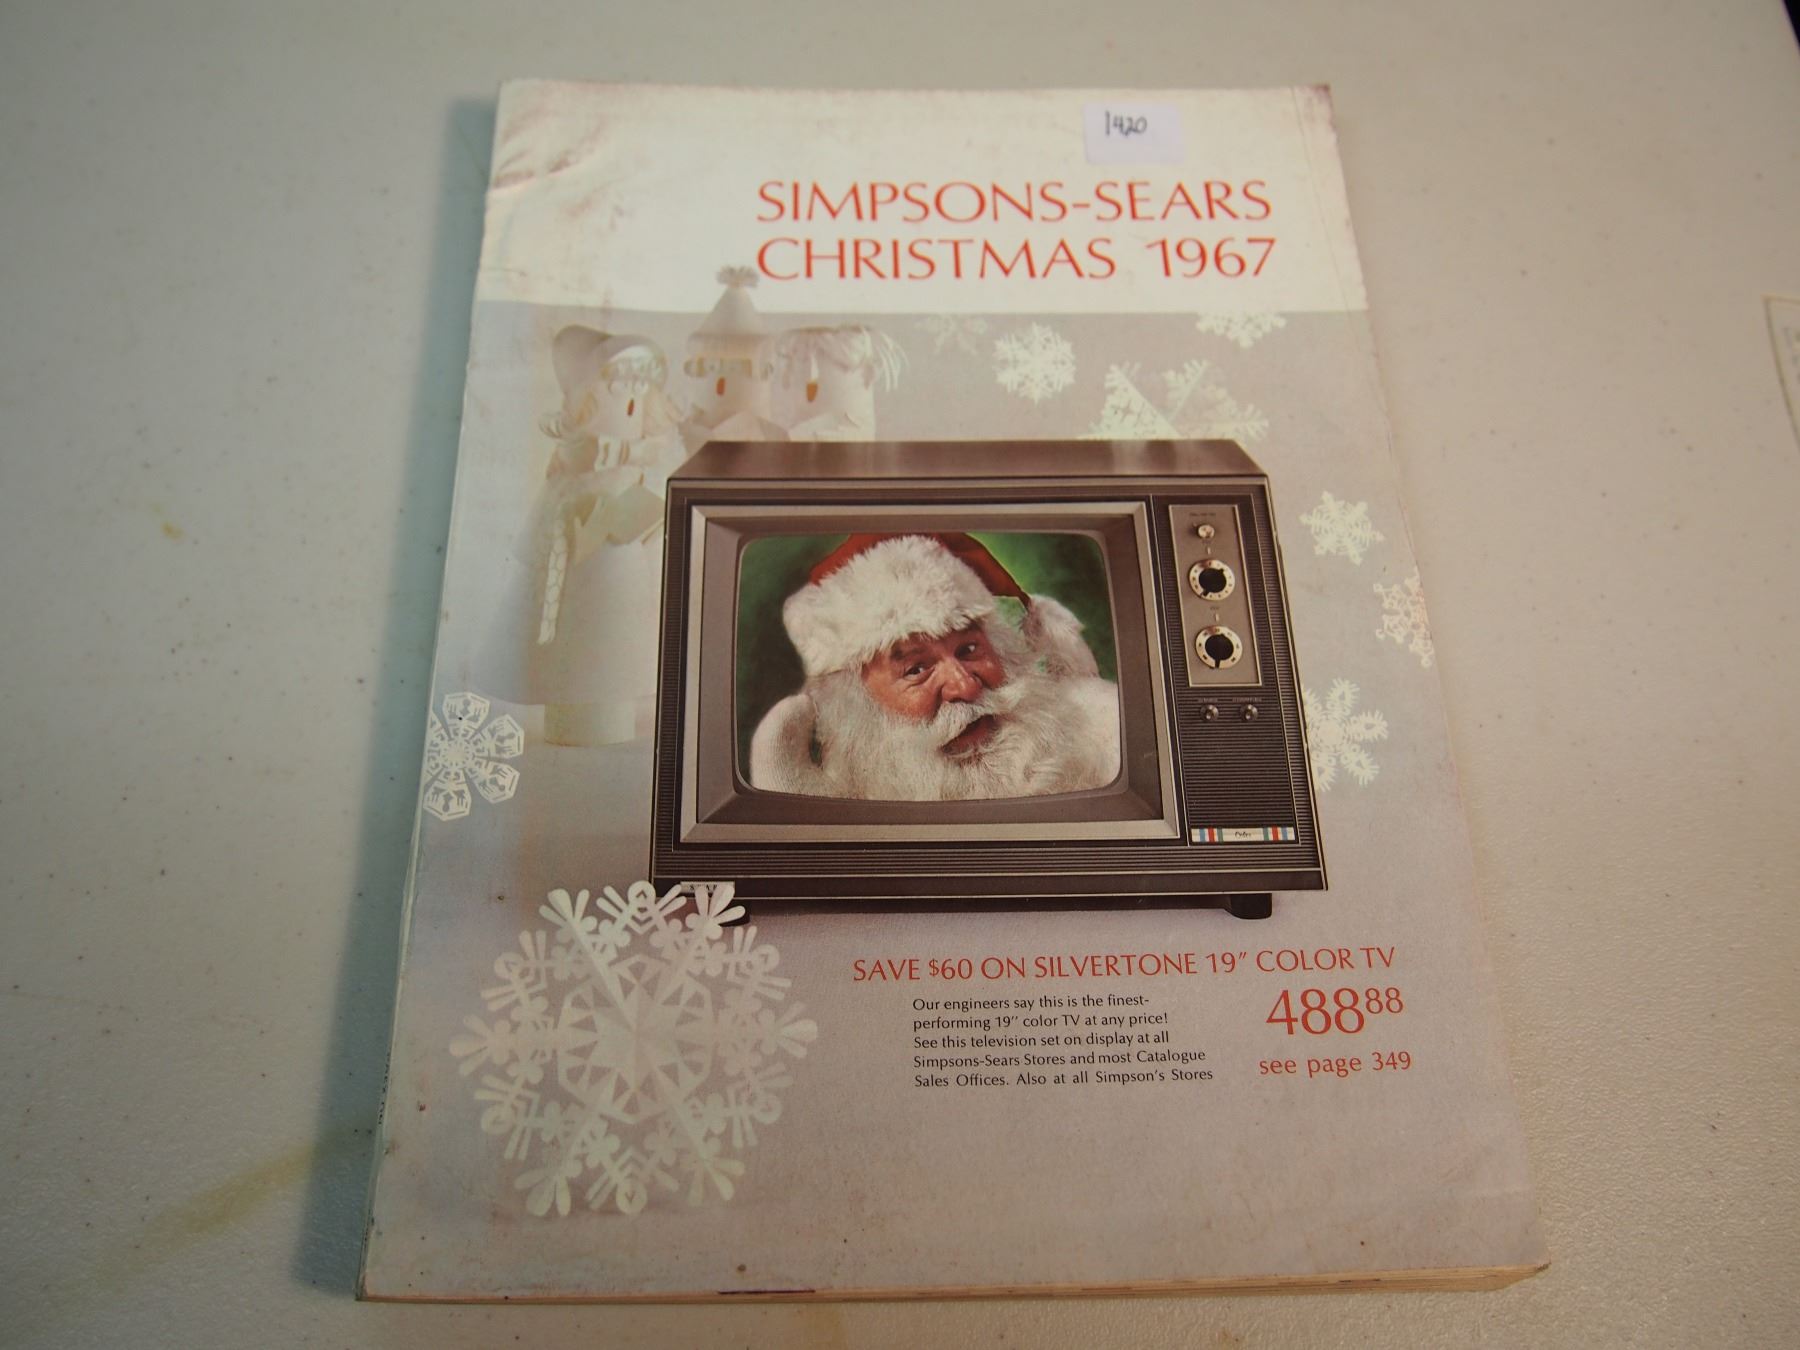 1420
SIMPSONS-SEARS
CHRISTMAS 1967
Color
SAVE $60 ON SILVERTONE 19" COLOR TV
Our engineers say this is the finest-
performing 19" color TV at any price!
See this television set on display at all
Simpsons-Sears Stores and most Catalogue
Sales Offices. Also at all Simpson's Stores
488⁸⁸
see page 349